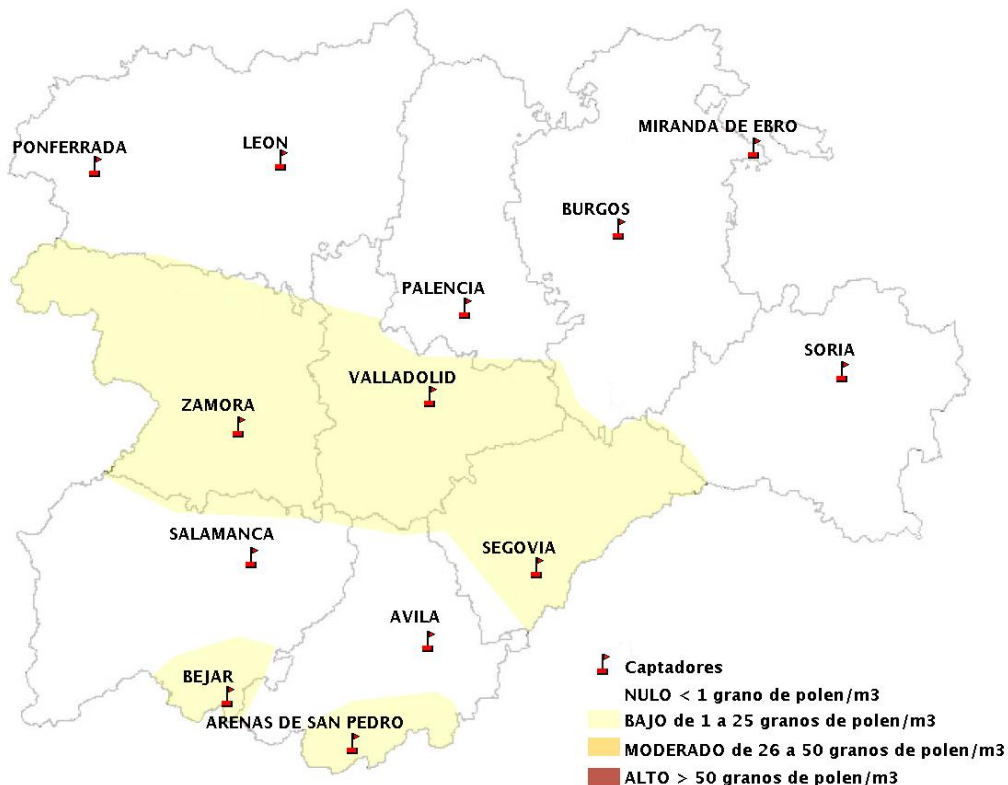 MIRANDA DE EBRO
PONFERRADA
LEON
BURGOS
PALENCIA
SORIA
VALLADOLID
ZAMORA
SALAMANCA
SEGOVIA
AVILA
BEJAR
ARENAS DE SAN PEDRO
Captadores
NULO < 1 grano de polen/m3
BAJO de 1 a 25 granos de polen/m3
MODERADO de 26 a 50 granos de polen/m3
ALTO > 50 granos de polen/m3